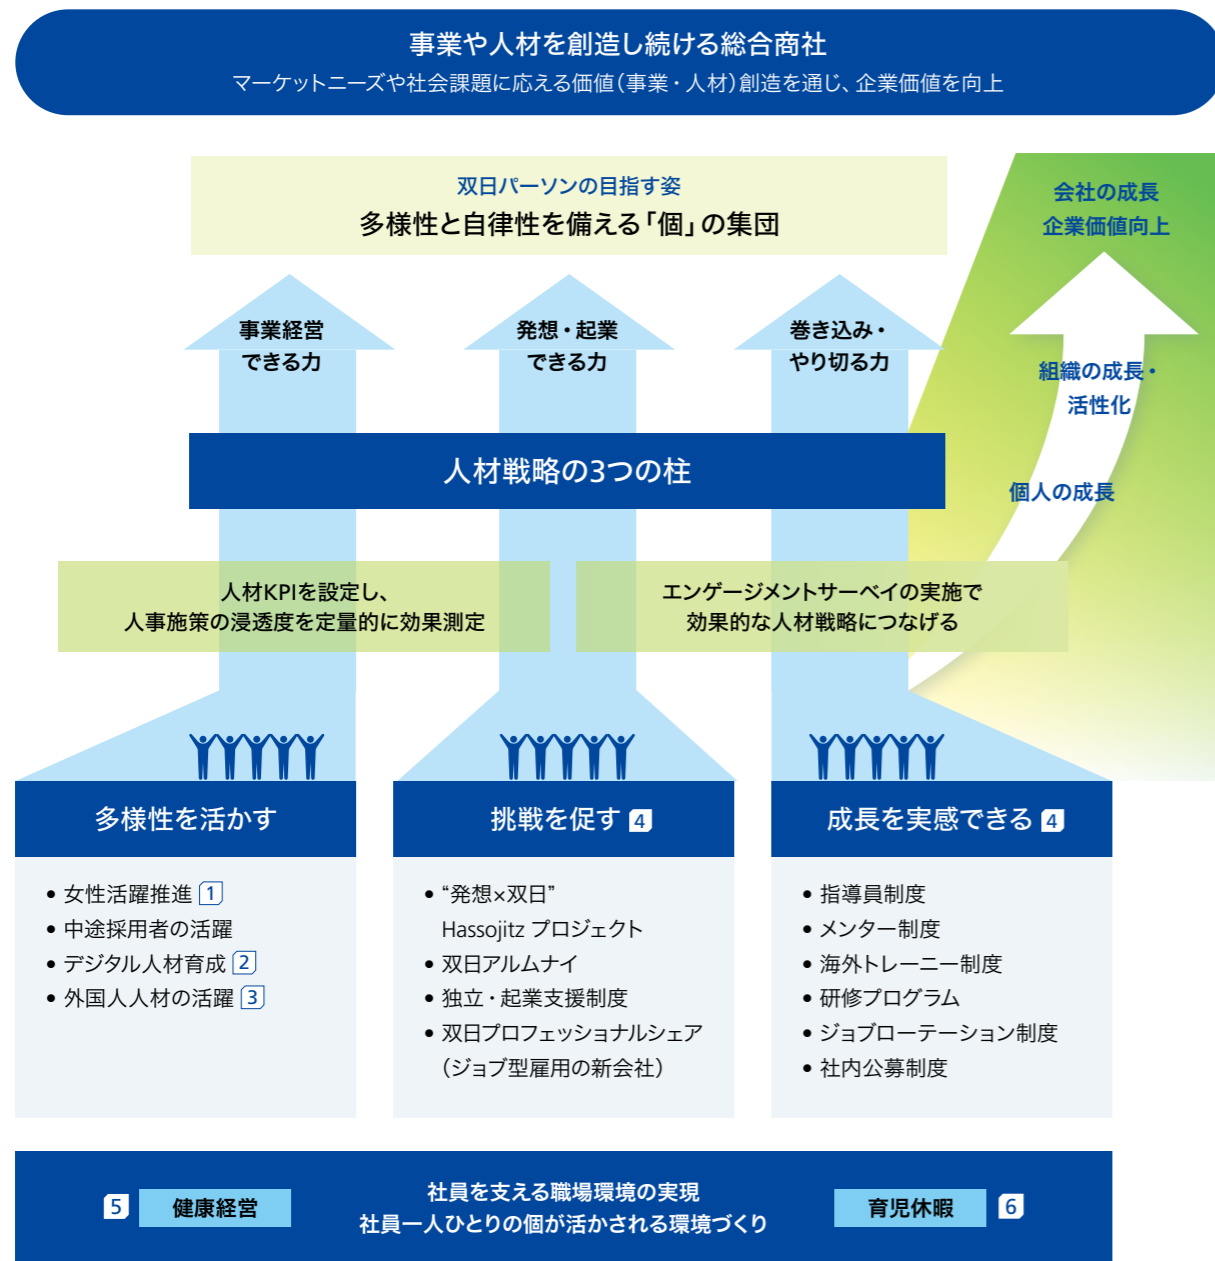 事業や人材を創造し続ける総合商社
マーケットニーズや社会課題に応える価値(事業・人材)創造を通じ、企業価値を向上
双日パーソンの目指す姿
多様性と自律性を備える「個」の集団
会社の成長
企業価値向上
事業経営
できる力
発想・起業
できる力
巻き込み・
やり切る力
組織の成長・
活性化
人材戦略の3つの柱
個人の成長
人材KPIを設定し、
人事施策の浸透度を定量的に効果測定
エンゲージメントサーベイの実施で
効果的な人材戦略につなげる
多様性を活かす
• 女性活躍推進 1
• 中途採用者の活躍
• デジタル人材育成 2
• 外国人人材の活躍 3
挑戦を促す 4
• “発想×双日”
Hassojitz プロジェクト
• 双日アルムナイ
• 独立・起業支援制度
• 双日プロフェッショナルシェア
(ジョブ型雇用の新会社)
成長を実感できる 4
• 指導員制度
• メンター制度
• 海外トレーニー制度
• 研修プログラム
• ジョブローテーション制度
• 社内公募制度
5 健康経営
社員を支える職場環境の実現
社員一人ひとりの個が活かされる環境づくり
育児休暇 6